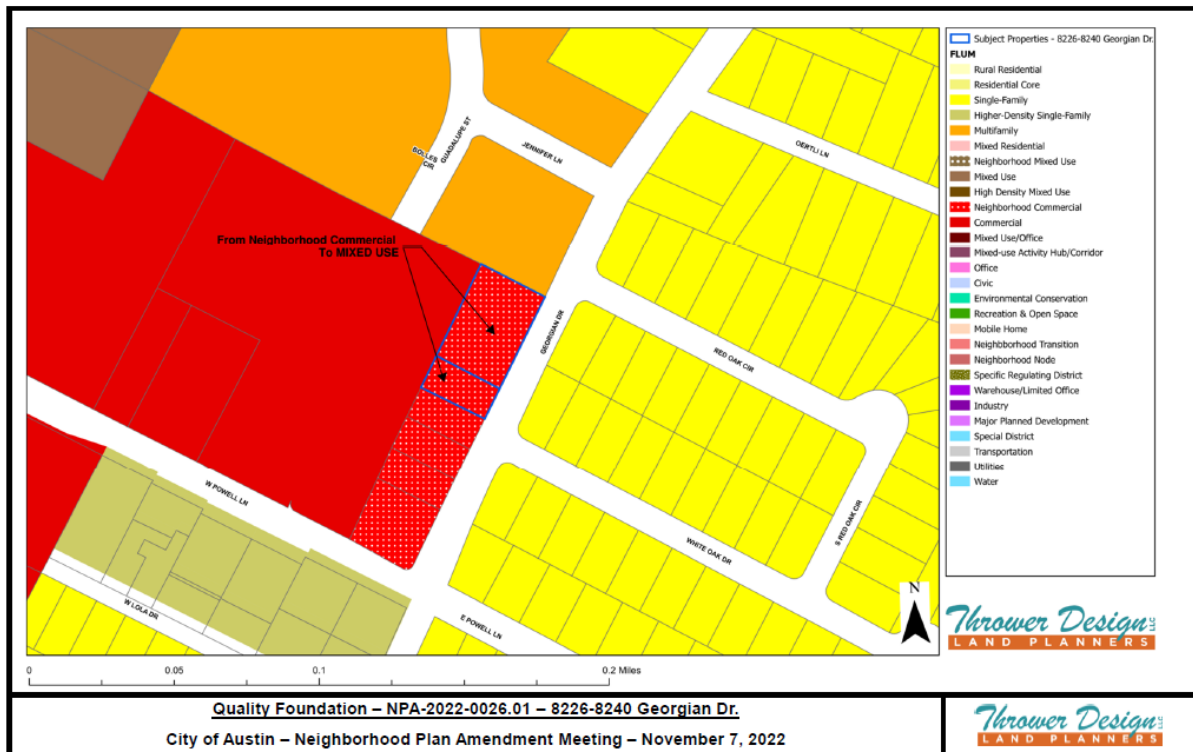 Subject Properties - 8226-8240 Georgian Dr.
FLUM
Rural Residential
Residential Core
Single-Family
Higher-Density Single-Family
Multifamily
Mixed Residential
Neighborhood Mixed Use
Mixed Use
High Density Mixed Use
Neighborhood Commercial
Commercial
Mixed Use/Office
Mixed-use Activity Hub/Corridor
Office
Civic
Environmental Conservation
Recreation & Open Space
Mobile Home
Neighbborhood Transition
Neighborhood Node
Specific Regulating District
Warehouse/Limited Office
Industry
Major Planned Development
Special District
Transportation
Utilities
Water
BOLLES
CIR
GUADALUPE ST
JENNIFER LN
OERTLI LN
From Neighborhood Commercial
To MIXED USE
GEORGIAN DR
RED OAK CIR
S RED OAK CIR
WHITE OAK DR
W POWELL LN
E POWELL LN
W LOLA DR
N
Thrower Design LLC
LAND PLANNERS
0 0.05 0.1 0.2 Miles
Quality Foundation – NPA-2022-0026.01 – 8226-8240 Georgian Dr.
City of Austin – Neighborhood Plan Amendment Meeting – November 7, 2022
Thrower Design LLC
LAND PLANNERS